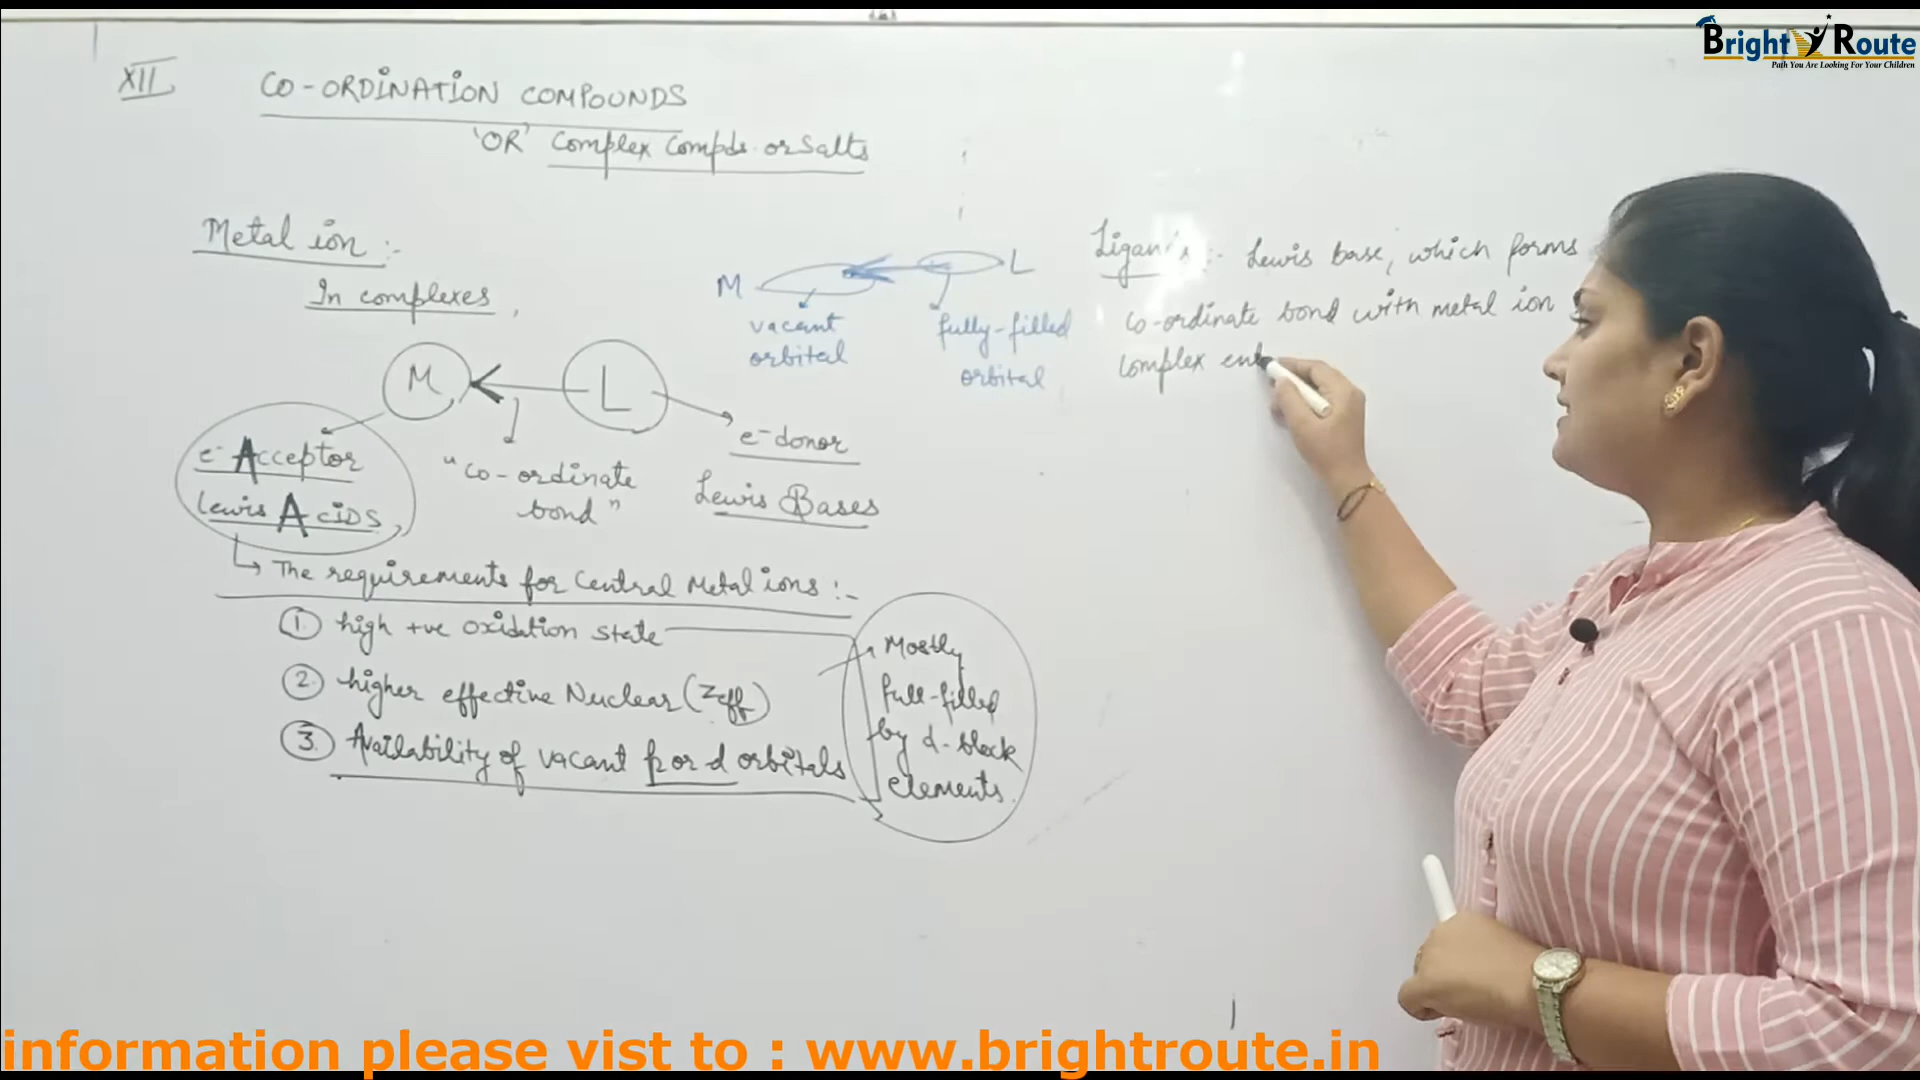 XII
CO-ORDINATION COMPOUNDS
'OR' Complex Compds. or Salts
Metal ion :-
In complexes,
M
L
e- Acceptor
Lewis ACIDS,
"co-ordinate
bond"
e- donor
Lewis Bases
↳ The requirements for Central Metal ions :-
① high +ve oxidation state
② higher effective Nuclear (Zeff)
③ Availability of vacant p or d orbitals
Mostly
full-filled
by d-block
elements.
M
L
vacant
orbital
fully-filled
orbital
:- Lewis base, which forms
co-ordinate bond with metal ion
complex
Bright Route
Path You Are Looking For Your Children
information please vist to : www.brightroute.in